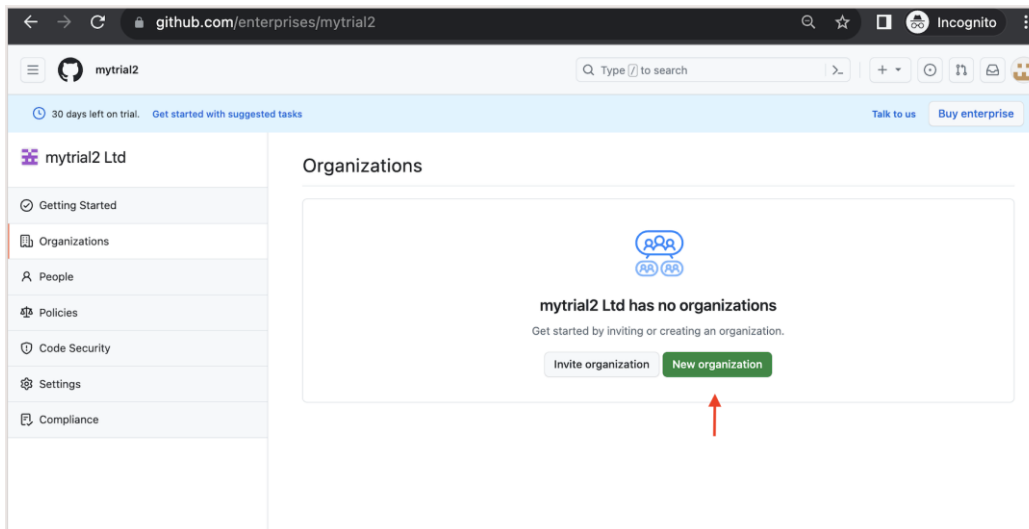 github.com/enterprises/mytrial2
Incognito
mytrial2
Type / to search
30 days left on trial. Get started with suggested tasks
Talk to us
Buy enterprise
mytrial2 Ltd
Getting Started
Organizations
People
Policies
Code Security
Settings
Compliance
Organizations
mytrial2 Ltd has no organizations
Get started by inviting or creating an organization.
Invite organization
New organization